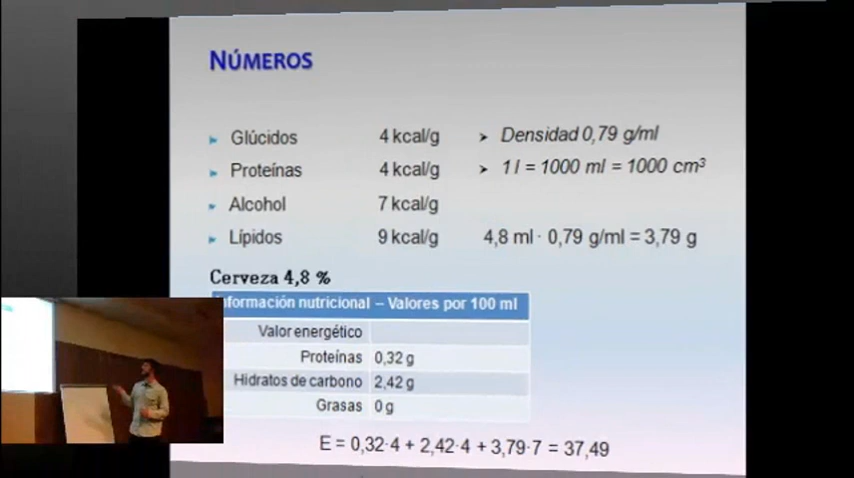 NÚMEROS
Glúcidos 4 kcal/g Densidad 0,79 g/ml
Proteínas 4 kcal/g 1 l = 1000 ml = 1000 cm³
Alcohol 7 kcal/g
Lípidos 9 kcal/g 4,8 ml · 0,79 g/ml = 3,79 g
Cerveza 4,8 %
nformación nutricional – Valores por 100 ml
Valor energético
Proteínas 0,32 g
Hidratos de carbono 2,42 g
Grasas 0 g
E = 0,32·4 + 2,42·4 + 3,79·7 = 37,49